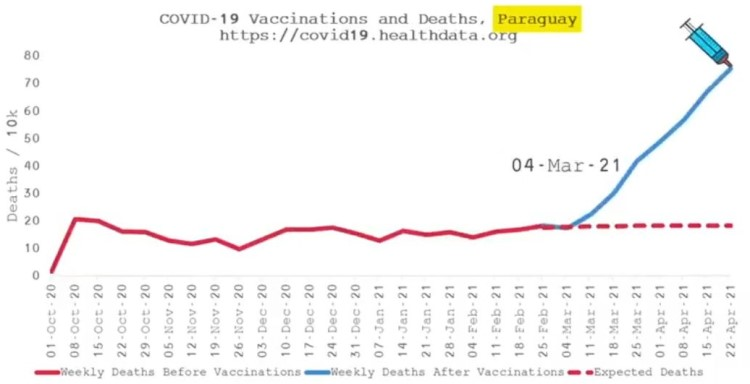 COVID-19 Vaccinations and Deaths, Paraguay
https://covid19.healthdata.org
Deaths / 10k
80
70
60
50
40
30
20
10
0
04-Mar-21
01-Oct-20
08-Oct-20
15-Oct-20
22-Oct-20
29-Oct-20
05-Nov-20
12-Nov-20
19-Nov-20
26-Nov-20
03-Dec-20
10-Dec-20
17-Dec-20
24-Dec-20
31-Dec-20
07-Jan-21
14-Jan-21
21-Jan-21
28-Jan-21
04-Feb-21
11-Feb-21
18-Feb-21
25-Feb-21
04-Mar-21
11-Mar-21
18-Mar-21
25-Mar-21
01-Apr-21
08-Apr-21
15-Apr-21
22-Apr-21
Weekly Deaths Before Vaccinations Weekly Deaths After Vaccinations Expected Deaths